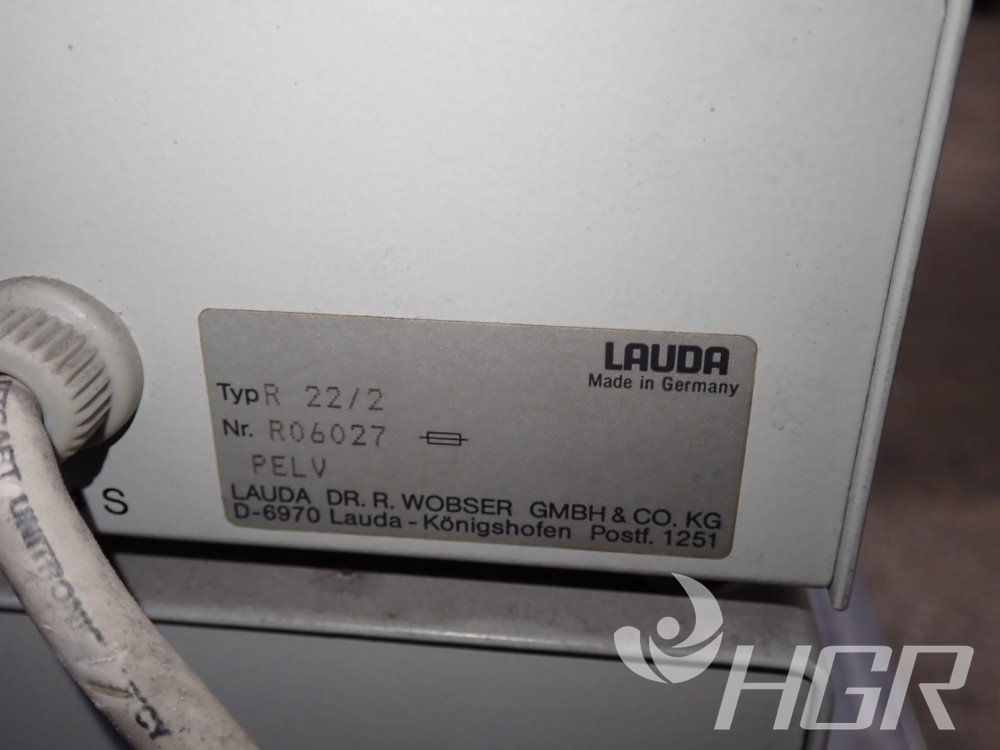 LAUDA
Made in Germany
Typ R 22/2
Nr. R06027
PELV
LAUDA DR. R. WOBSER GMBH & CO. KG
D-6970 Lauda-Königshofen Postf. 1251
S
UNITRONIC
HGR